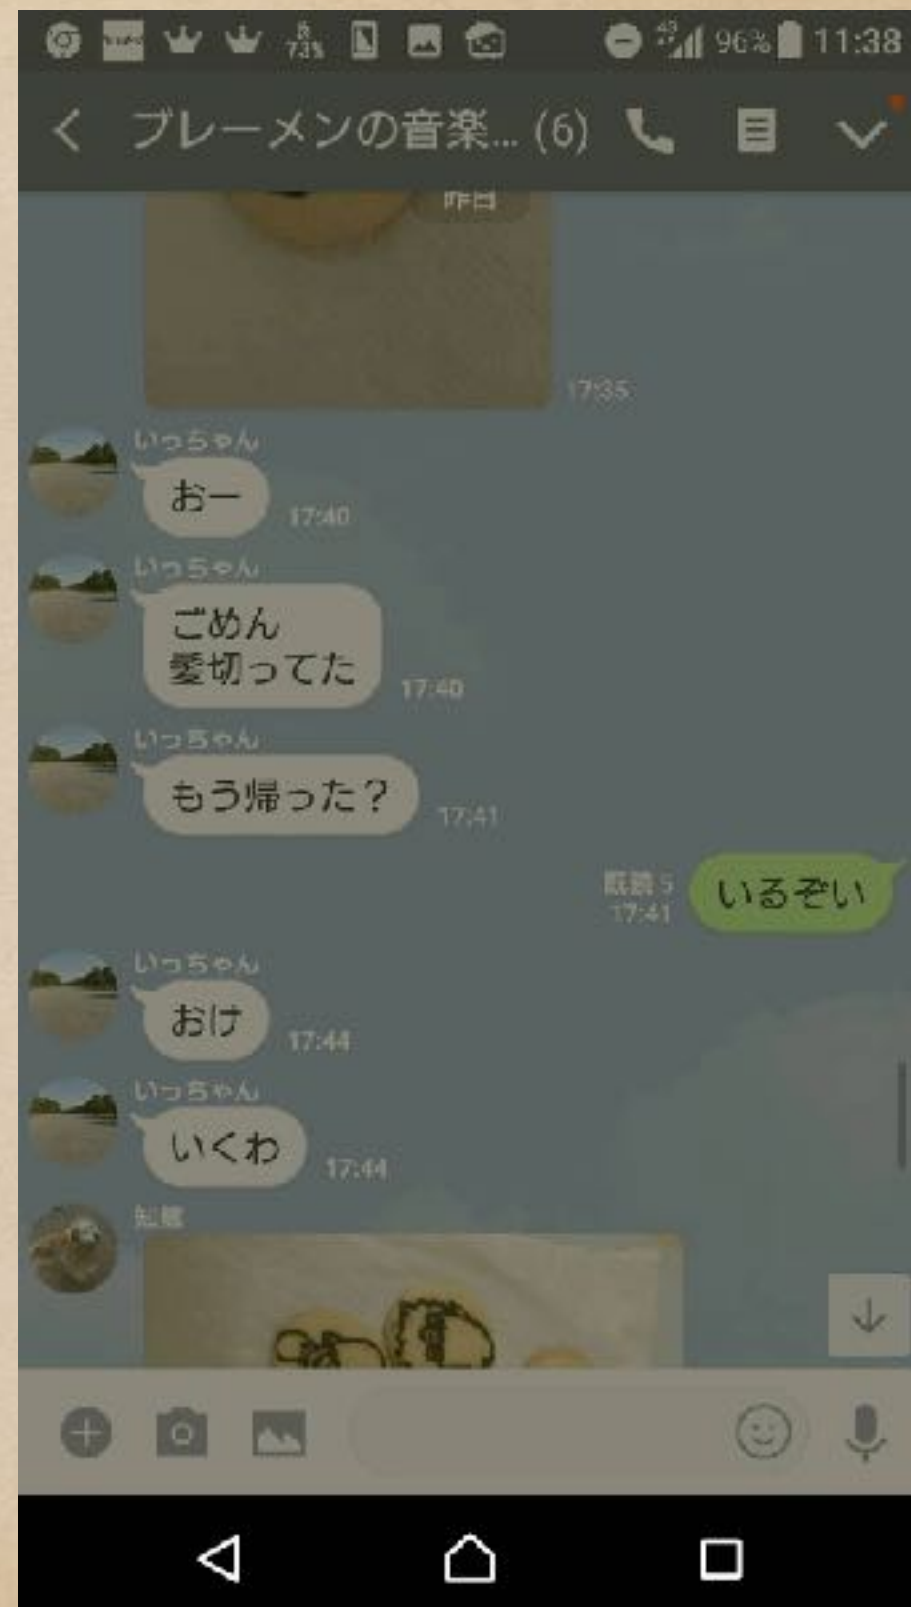 73%
96%
11:38
ブレーメンの音楽... (6)
昨日
17:35
いっちゃん
おー
17:40
いっちゃん
ごめん
愛切ってた
17:40
いっちゃん
もう帰った？
17:41
既読 5
17:41
いるぞい
いっちゃん
おけ
17:44
いっちゃん
いくわ
17:44